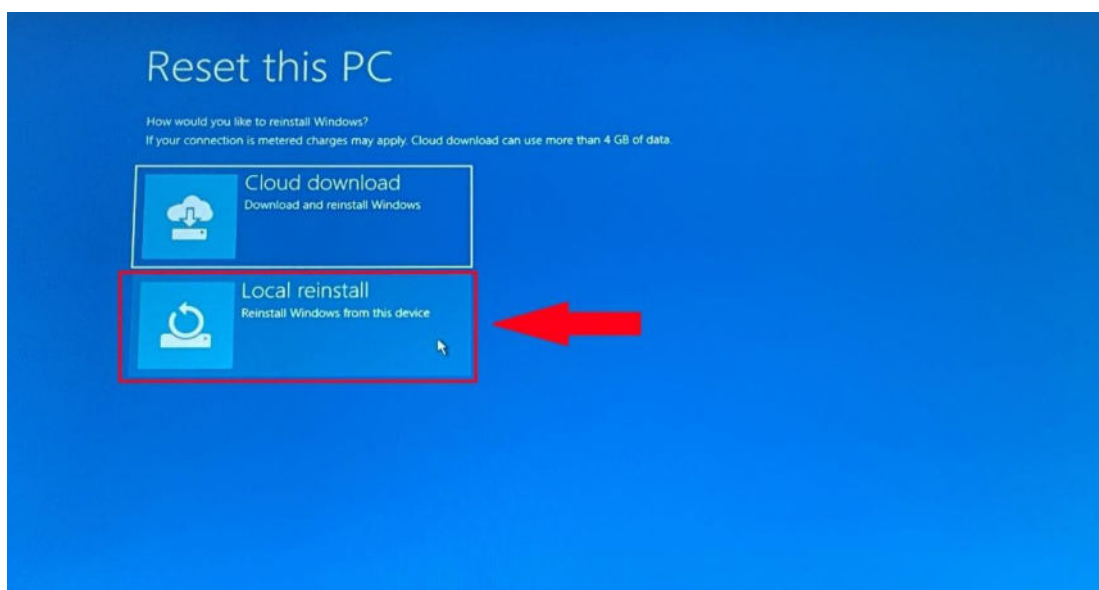 Reset this PC
How would you like to reinstall Windows?
If your connection is metered charges may apply. Cloud download can use more than 4 GB of data.
Cloud download
Download and reinstall Windows
Local reinstall
Reinstall Windows from this device